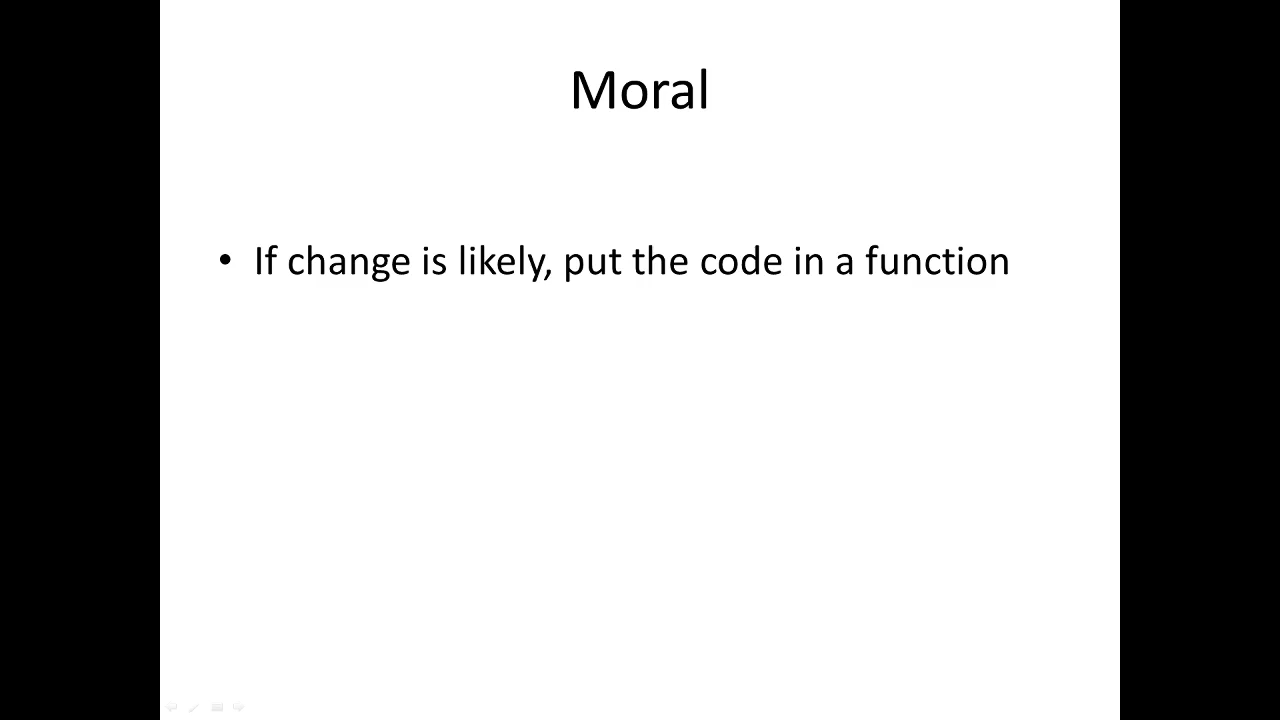 Moral
• If change is likely, put the code in a function